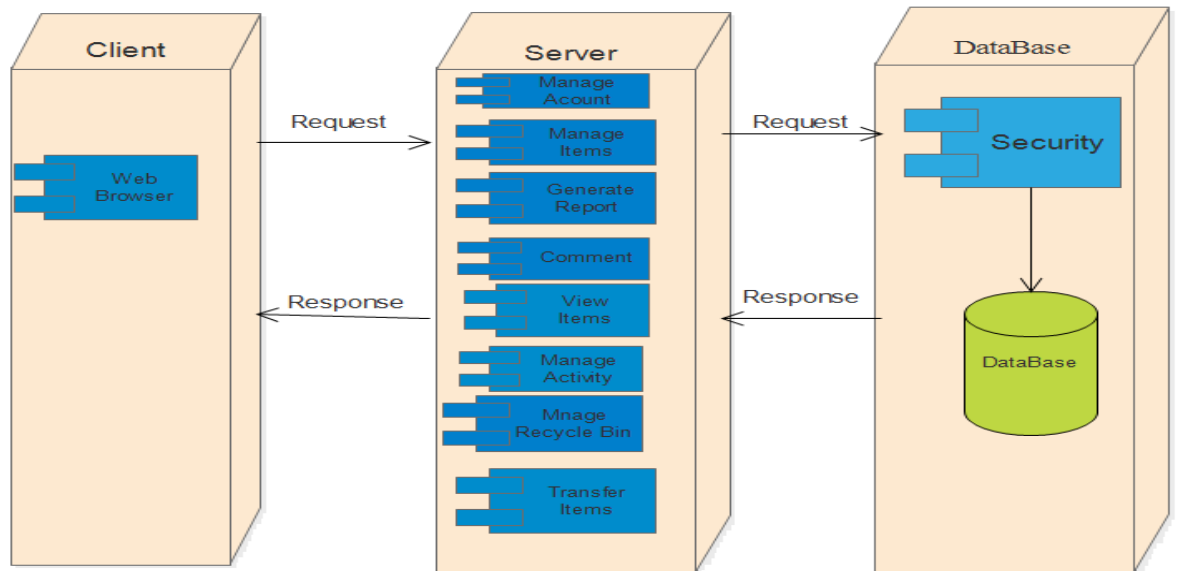 Client
Web
Browser
Request
Response
Server
Manage
Acount
Manage
Items
Generate
Report
Comment
View
Items
Manage
Activity
Mnage
Recycle Bin
Transfer
Items
Request
Response
DataBase
Security
DataBase